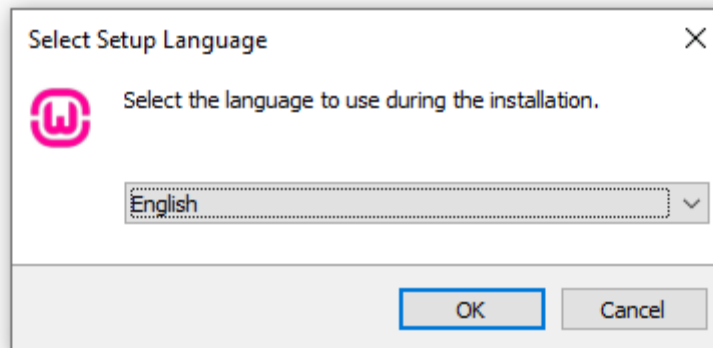 Select Setup Language
Select the language to use during the installation.
English
OK
Cancel